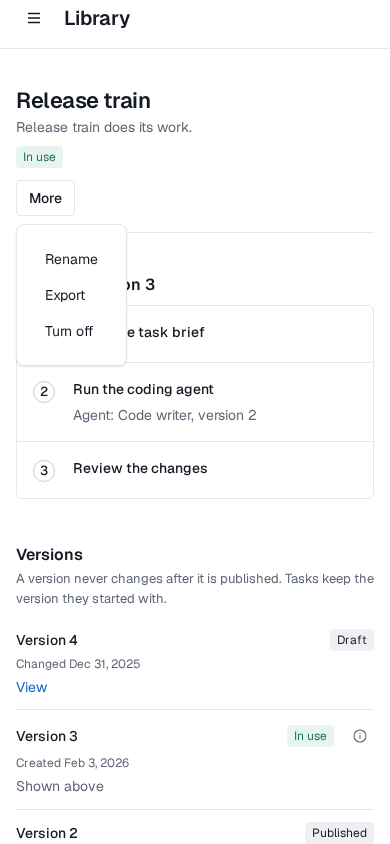 Library
Release train
Release train does its work.
In use
More
Rename
Export
Turn off
on 3
e task brief
2
Run the coding agent
Agent: Code writer, version 2
3
Review the changes
Versions
A version never changes after it is published. Tasks keep the
version they started with.
Version 4
Draft
Changed Dec 31, 2025
View
Version 3
In use
Created Feb 3, 2026
Shown above
Version 2
Published